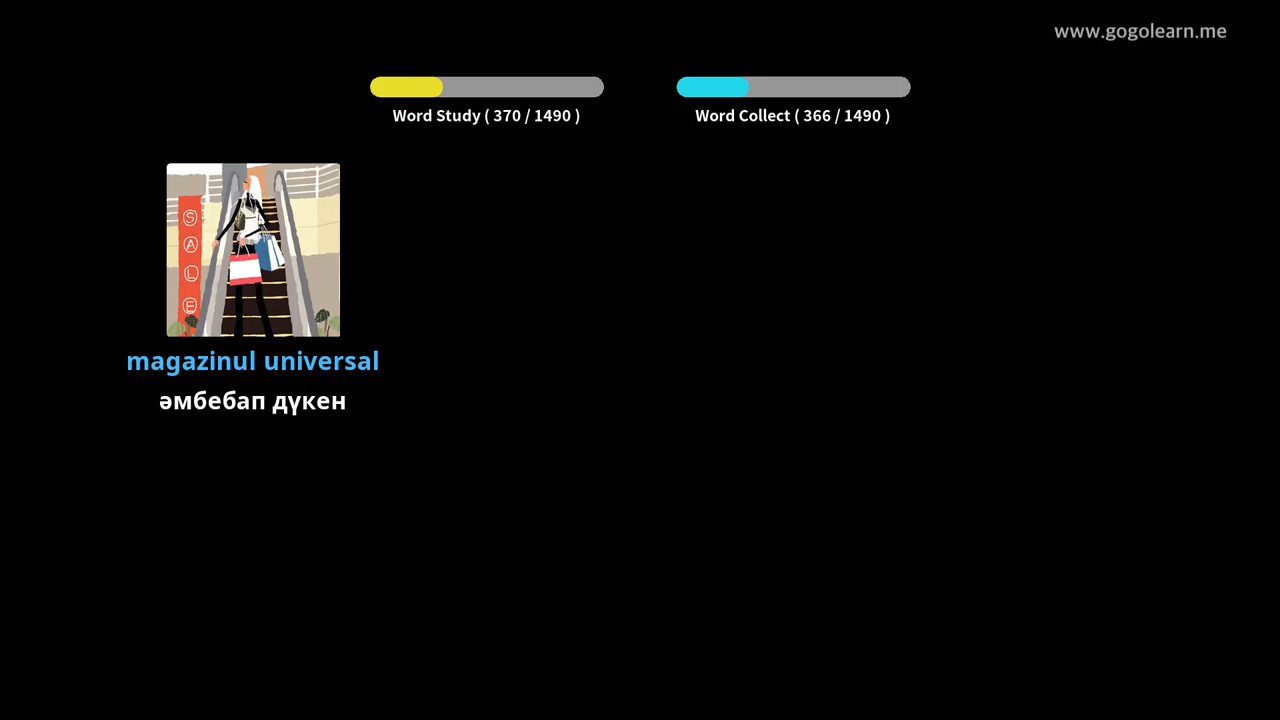 www.gogolearn.me
Word Study ( 370 / 1490 )
Word Collect ( 366 / 1490 )
SALE
magazinul universal
әмбебап дүкен